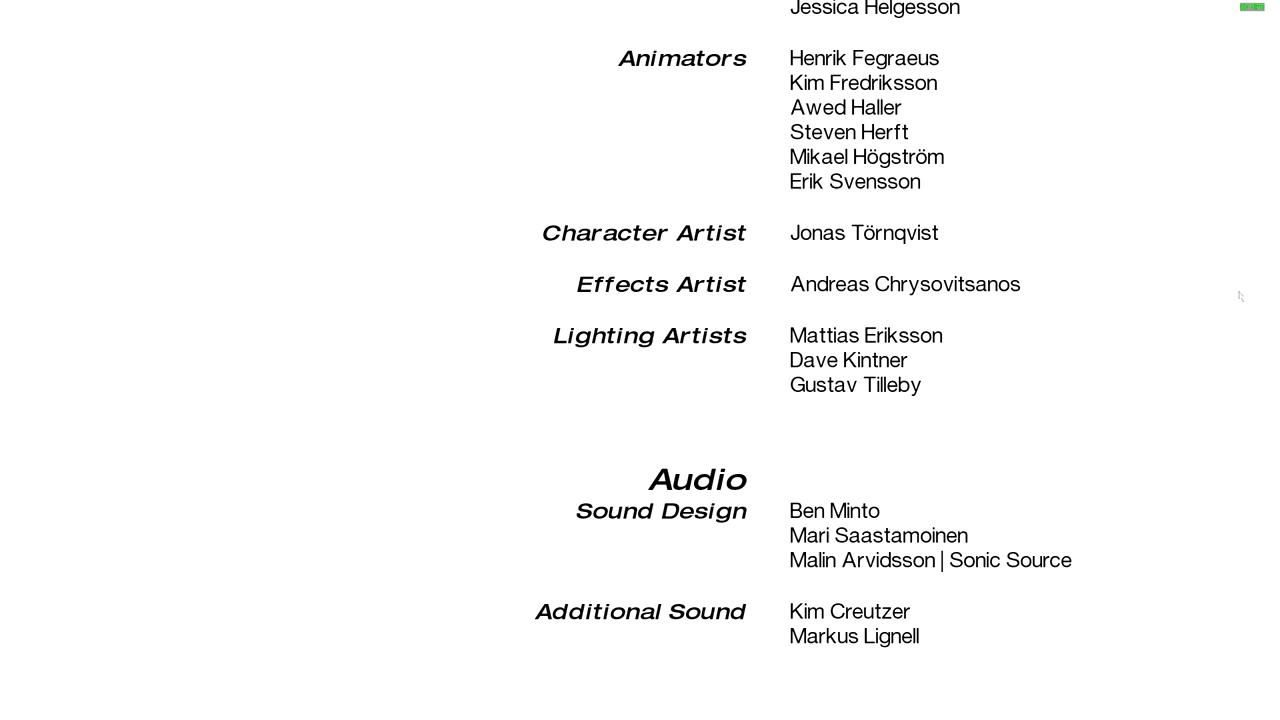 Jessica Helgesson
Animators Henrik Fegraeus
Kim Fredriksson
Awed Haller
Steven Herft
Mikael Högström
Erik Svensson
Character Artist Jonas Törnqvist
Effects Artist Andreas Chrysovitsanos
Lighting Artists Mattias Eriksson
Dave Kintner
Gustav Tilleby
Audio
Sound Design Ben Minto
Mari Saastamoinen
Malin Arvidsson | Sonic Source
Additional Sound Kim Creutzer
Markus Lignell